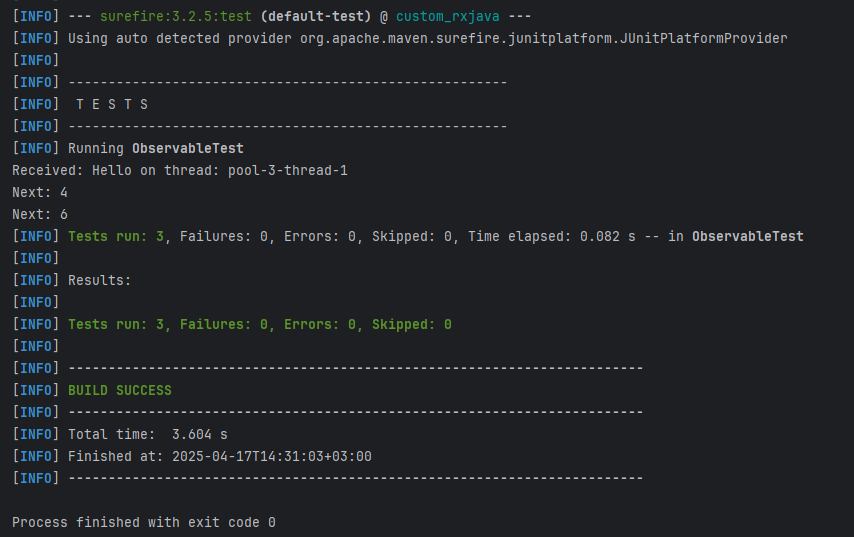 [INFO] --- surefire:3.2.5:test (default-test) @ custom_rxjava ---
[INFO] Using auto detected provider org.apache.maven.surefire.junitplatform.JUnitPlatformProvider
[INFO]
[INFO] -------------------------------------------------------
[INFO]  T E S T S
[INFO] -------------------------------------------------------
[INFO] Running ObservableTest
Received: Hello on thread: pool-3-thread-1
Next: 4
Next: 6
[INFO] Tests run: 3, Failures: 0, Errors: 0, Skipped: 0, Time elapsed: 0.082 s -- in ObservableTest
[INFO]
[INFO] Results:
[INFO]
[INFO] Tests run: 3, Failures: 0, Errors: 0, Skipped: 0
[INFO]
[INFO] ------------------------------------------------------------------------
[INFO] BUILD SUCCESS
[INFO] ------------------------------------------------------------------------
[INFO] Total time:  3.604 s
[INFO] Finished at: 2025-04-17T14:31:03+03:00
[INFO] ------------------------------------------------------------------------
Process finished with exit code 0